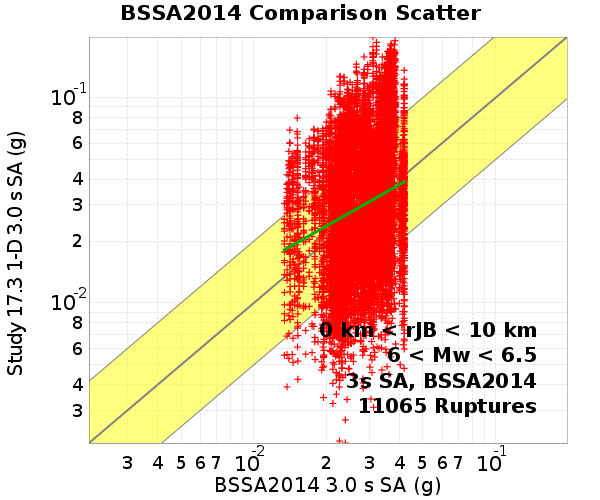 BSSA2014 Comparison Scatter
Study 17.3 1-D 3.0 s SA (g)
10-1
8
6
4
3
2
10-2
8
6
4
3
0 km < rJB < 10 km
6 < Mw < 6.5
3s SA, BSSA2014
11065 Ruptures
3 4 5 6 7 10-2 2 3 4 5 6 7 10-1
BSSA2014 3.0 s SA (g)